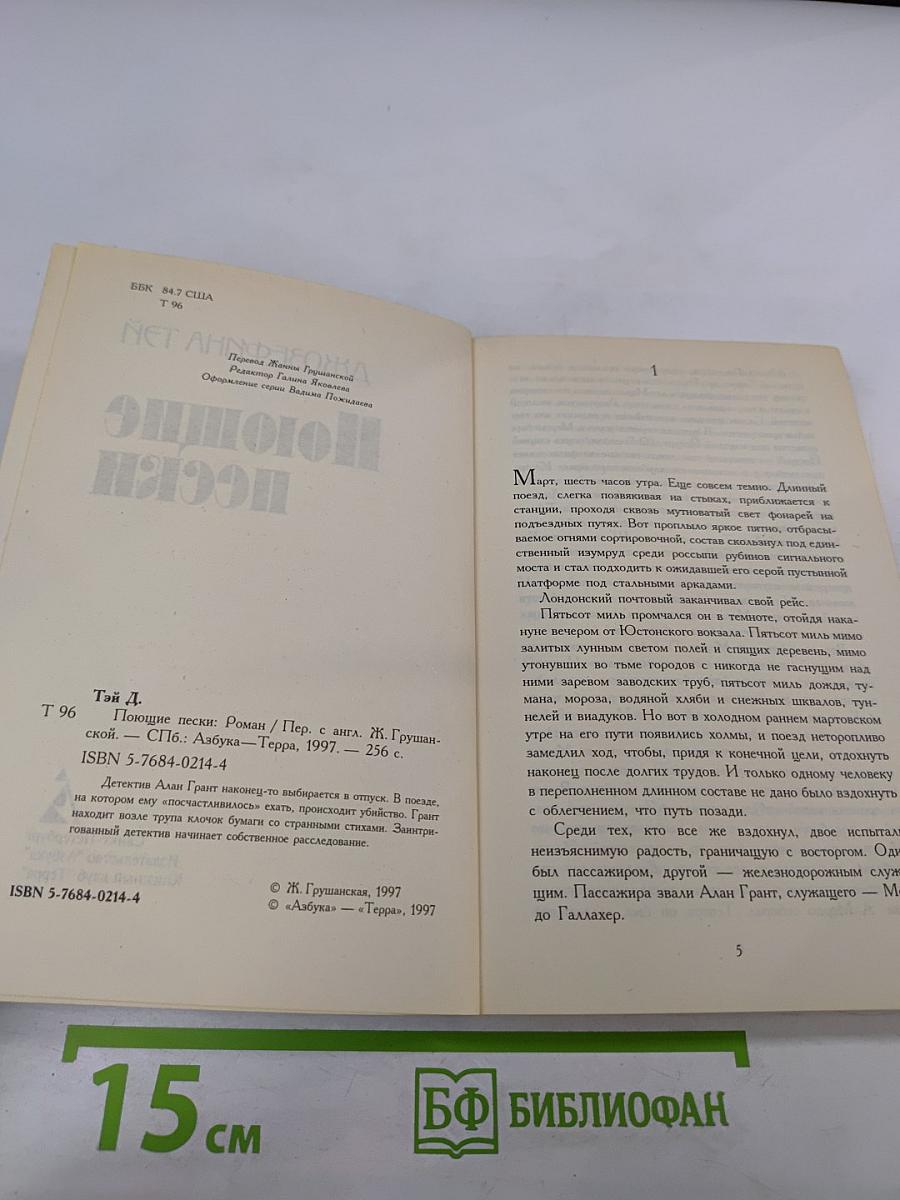 ББК 84.7 США
Т 96
Перевод Жанны Грушанской
Редактор Галина Яковлева
Оформление серии Вадима Пожидаева
ДЖОЗЕФИНА ТЭЙ
Поющие
пески
Тэй Д.
Т 96 Поющие пески: Роман / Пер. с англ. Ж. Грушан-
ской. — СПб.: Азбука—Терра, 1997. — 256 с.
ISBN 5-7684-0214-4
Детектив Алан Грант наконец-то выбирается в отпуск. В поезде,
на котором ему «посчастливилось» ехать, происходит убийство. Грант
находит возле трупа клочок бумаги со странными стихами. Заинтри-
гованный детектив начинает собственное расследование.
ISBN 5-7684-0214-4
© Ж. Грушанская, 1997
© «Азбука» — «Терра», 1997
1
Март, шесть часов утра. Еще совсем темно. Длинный
поезд, слегка позвякивая на стыках, приближается к
станции, проходя сквозь мутноватый свет фонарей на
подъездных путях. Вот проплыло яркое пятно, отбрасы-
ваемое огнями сортировочной, состав скользнул под един-
ственный изумруд среди россыпи рубинов сигнального
моста и стал подходить к ожидавшей его серой пустынной
платформе под стальными аркадами.
Лондонский почтовый заканчивал свой рейс.
Пятьсот миль промчался он в темноте, отойдя нака-
нуне вечером от Юстонского вокзала. Пятьсот миль мимо
залитых лунным светом полей и спящих деревень, мимо
утонувших во тьме городов с никогда не гаснущим над
ними заревом заводских труб, пятьсот миль дождя, ту-
мана, мороза, водяной хляби и снежных шквалов, тун-
нелей и виадуков. Но вот в холодном раннем мартовском
утре на его пути появились холмы, и поезд неторопливо
замедлил ход, чтобы, придя к конечной цели, отдохнуть
наконец после долгих трудов. И только одному человеку
в переполненном длинном составе не дано было вздохнуть
с облегчением, что путь позади.
Среди тех, кто все же вздохнул, двое испытал
неизъяснимую радость, граничащую с восторгом. Оди
был пассажиром, другой — железнодорожным служ
щим. Пассажира звали Алан Грант, служащего — М
до Галлахер.
5
15 см
БФ БИБЛИОФАН